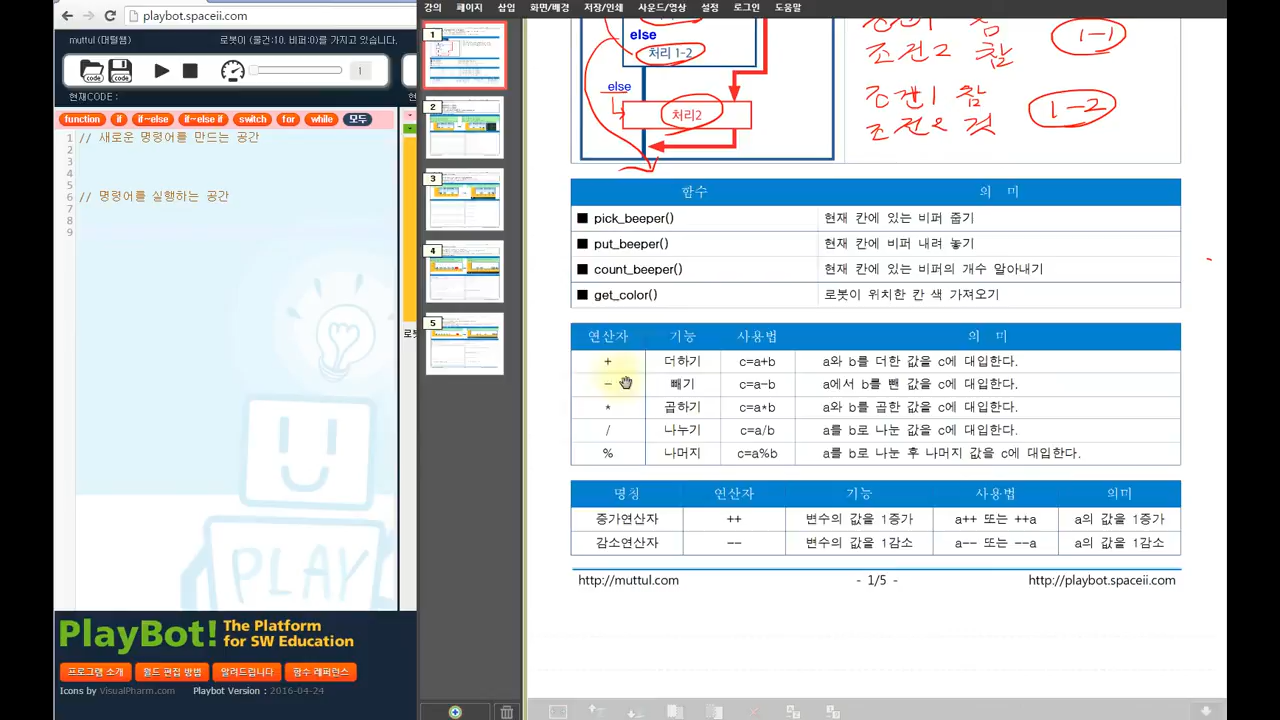 playbot.spaceii.com
muttul (머털쌤)
로봇이 (물건:10, 비퍼:0)를 가지고 있습니다.
code
code
1
현재CODE :
현
function
if
if~else
if~else if
switch
for
while
모두
1 // 새로운 명령어를 만드는 공간
2
3
4
5
6 // 명령어를 실행하는 공간
7
8
9
로봇
PLAY
PlayBot!
The Platform
for SW Education
프로그램 소개
월드 편집 방법
알려드립니다
함수 레퍼런스
Icons by VisualPharm.com
Playbot Version : 2016-04-24
강의
페이지
삽입
화면/배경
저장/인쇄
사운드/영상
설정
로그인
도움말
1
2
3
4
5
else
처리 1-2
else
처리2
조건1 참
조건2 참
1-1
조건1 참
조건2 것
1-2
함수 의 미
■ pick_beeper() 현재 칸에 있는 비퍼 줍기
■ put_beeper() 현재 칸에 비퍼 내려 놓기
■ count_beeper() 현재 칸에 있는 비퍼의 개수 알아내기
■ get_color() 로봇이 위치한 칸 색 가져오기
연산자 기능 사용법 의 미
+ 더하기 c=a+b a와 b를 더한 값을 c에 대입한다.
- 빼기 c=a-b a에서 b를 뺀 값을 c에 대입한다.
* 곱하기 c=a*b a와 b를 곱한 값을 c에 대입한다.
/ 나누기 c=a/b a를 b로 나눈 값을 c에 대입한다.
% 나머지 c=a%b a를 b로 나눈 후 나머지 값을 c에 대입한다.
명칭 연산자 기능 사용법 의미
증가연산자 ++ 변수의 값을 1증가 a++ 또는 ++a a의 값을 1증가
감소연산자 -- 변수의 값을 1감소 a-- 또는 --a a의 값을 1감소
http://muttul.com
- 1/5 -
http://playbot.spaceii.com